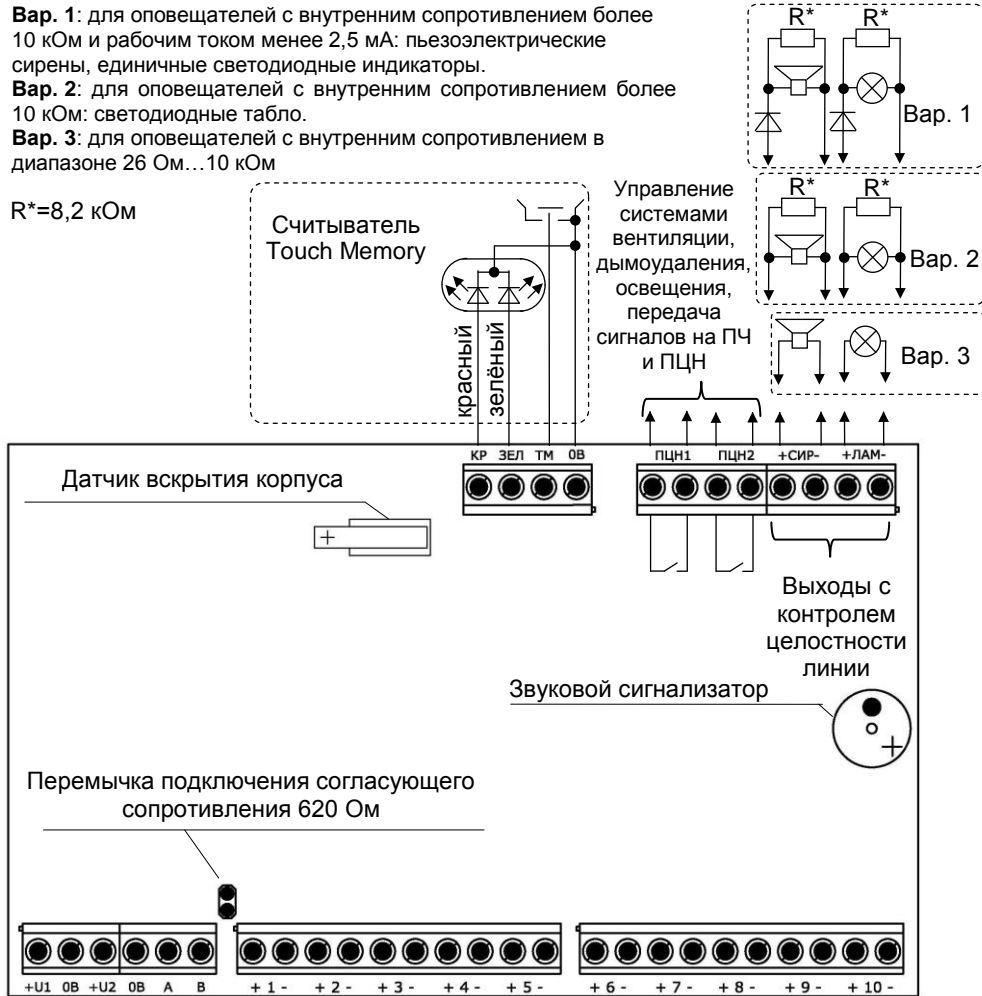 Вар. 1: для оповещателей с внутренним сопротивлением более
10 кОм и рабочим током менее 2,5 мА: пьезоэлектрические
сирены, единичные светодиодные индикаторы.
Вар. 2: для оповещателей с внутренним сопротивлением более
10 кОм: светодиодные табло.
Вар. 3: для оповещателей с внутренним сопротивлением в
диапазоне 26 Ом…10 кОм
R*=8,2 кОм
R* R*
Вар. 1
R* R*
Вар. 2
Вар. 3
Считыватель
Touch Memory
красный
зелёный
Управление
системами
вентиляции,
дымоудаления,
освещения,
передача
сигналов на ПЧ
и ПЦН
КР ЗЕЛ ТМ 0В
ПЦН1 ПЦН2 +СИР- +ЛАМ-
Датчик вскрытия корпуса
Выходы с
контролем
целостности
линии
Звуковой сигнализатор
Перемычка подключения согласующего
сопротивления 620 Ом
+U1 0В +U2 0В А В + 1 - + 2 - + 3 - + 4 - + 5 - + 6 - + 7 - + 8 - + 9 - + 10 -